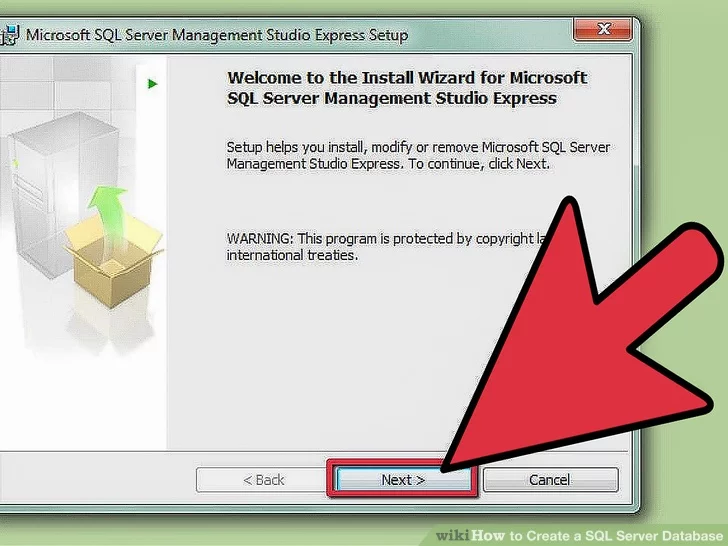 Microsoft SQL Server Management Studio Express Setup
Welcome to the Install Wizard for Microsoft
SQL Server Management Studio Express
Setup helps you install, modify or remove Microsoft SQL Server
Management Studio Express. To continue, click Next.
WARNING: This program is protected by copyright
international treaties.
< Back
Next >
Cancel
wikiHow to Create a SQL Server Database